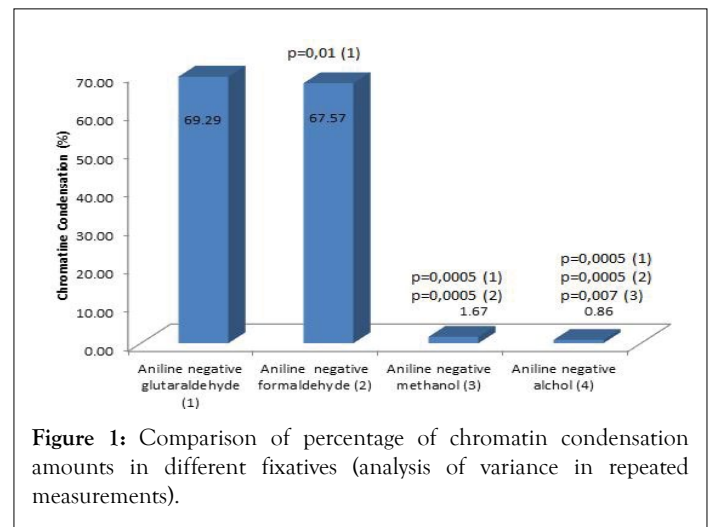 p=0,01 (1)
70.00
60.00
50.00
40.00
30.00
20.00
10.00
0.00
Chromatine Condensation (%)
69.29
67.57
p=0,0005 (1)
p=0,0005 (2)
1.67
p=0,0005 (1)
p=0,0005 (2)
p=0,007 (3)
0.86
Aniline negative
glutaraldehyde
(1)
Aniline negative
formaldehyde (2)
Aniline negative
methanol (3)
Aniline negative
alchol (4)
Figure 1: Comparison of percentage of chromatin condensation
amounts in different fixatives (analysis of variance in repeated
measurements).